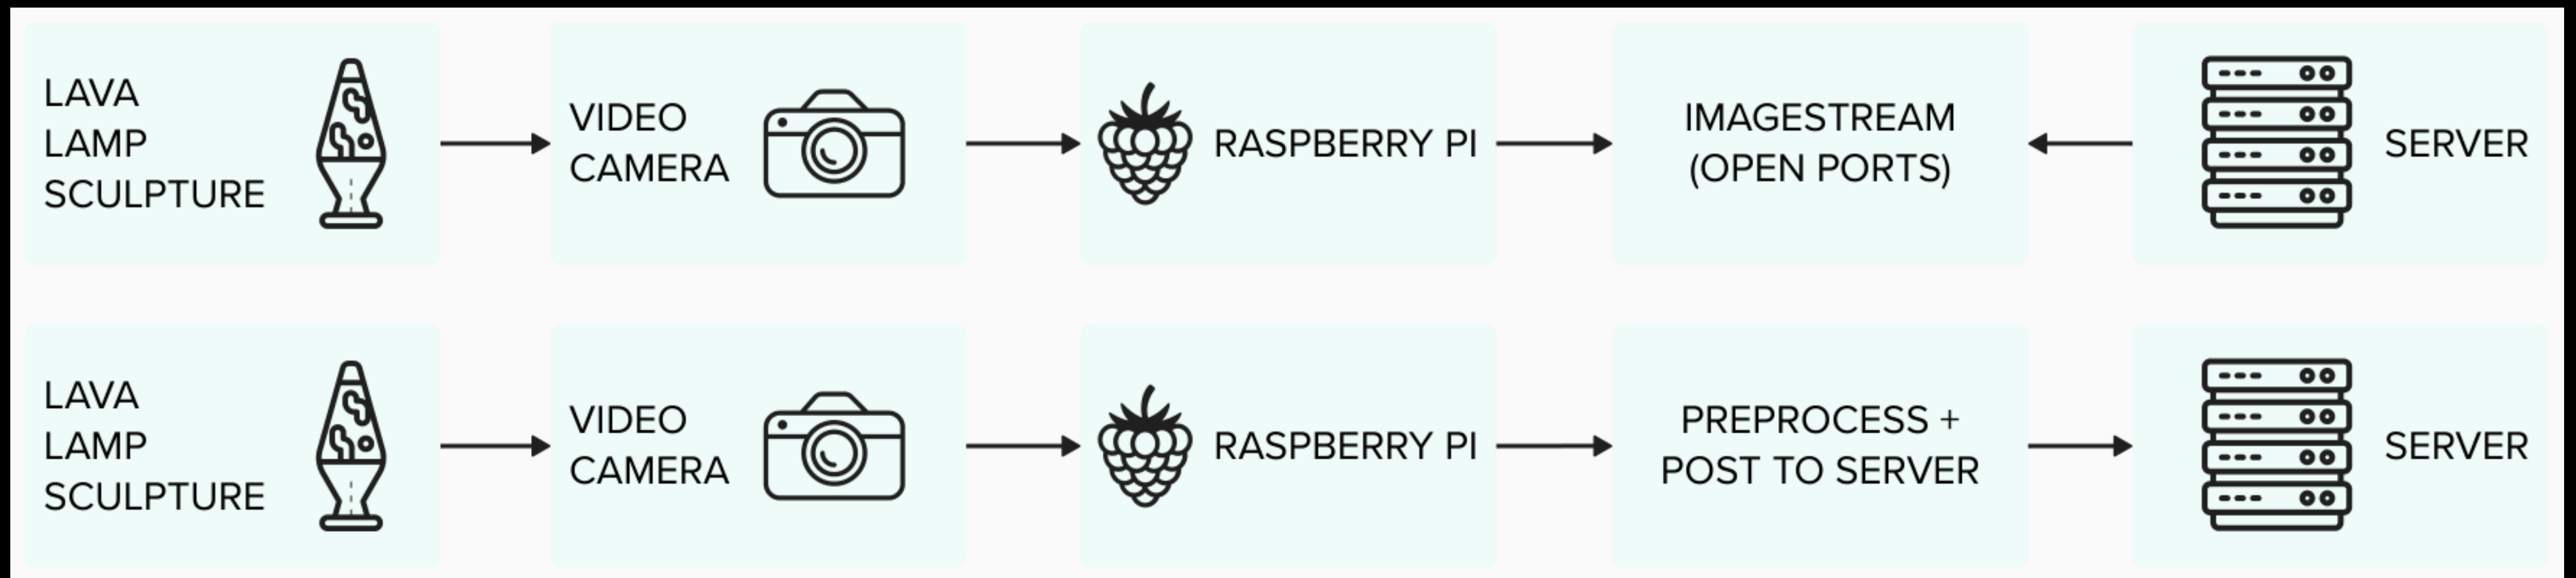 LAVA
LAMP
SCULPTURE
VIDEO
CAMERA
RASPBERRY PI
IMAGESTREAM
(OPEN PORTS)
SERVER
LAVA
LAMP
SCULPTURE
VIDEO
CAMERA
RASPBERRY PI
PREPROCESS +
POST TO SERVER
SERVER